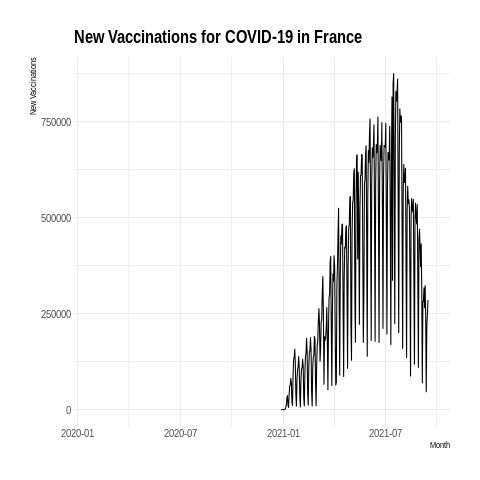 New Vaccinations for COVID-19 in France
New Vaccinations
750000
500000
250000
0
2020-01 2020-07 2021-01 2021-07
Month